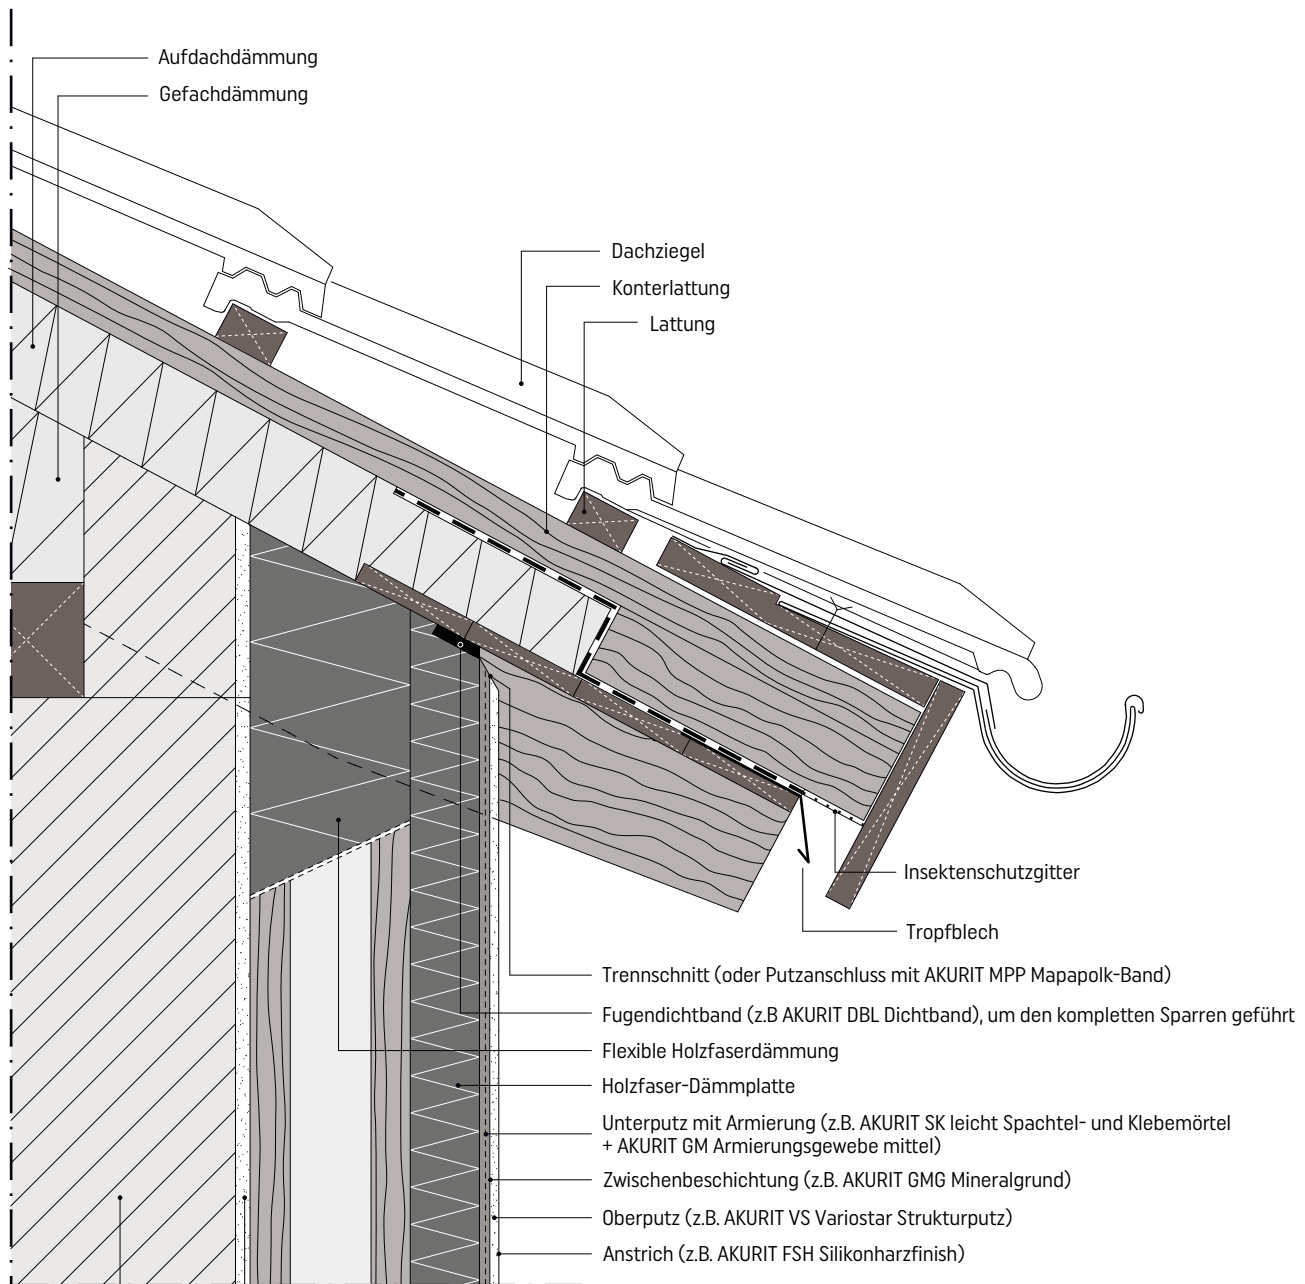 Aufdachdämmung
Gefachdämmung
Dachziegel
Konterlattung
Lattung
Insektenschutzgitter
Tropfblech
Trennschnitt (oder Putzanschluss mit AKURIT MPP Mapapolk-Band)
Fugendichtband (z.B AKURIT DBL Dichtband), um den kompletten Sparren geführt
Flexible Holzfaserdämmung
Holzfaser-Dämmplatte
Unterputz mit Armierung (z.B. AKURIT SK leicht Spachtel- und Klebemörtel
+ AKURIT GM Armierungsgewebe mittel)
Zwischenbeschichtung (z.B. AKURIT GMG Mineralgrund)
Oberputz (z.B. AKURIT VS Variostar Strukturputz)
Anstrich (z.B. AKURIT FSH Silikonharzfinish)